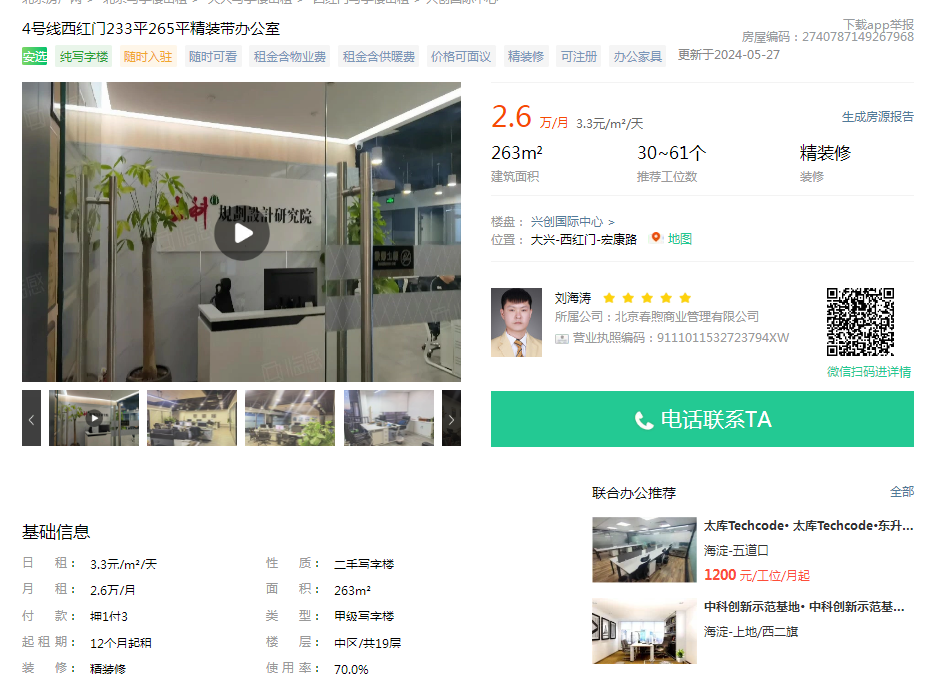 4号线西红门233平265平精装带办公室
下载app举报
房屋编码：2740787149267968
安选 纯写字楼 随时入驻 随时可看 租金含物业费 租金含供暖费 价格可面议 精装修 可注册 办公家具 更新于2024-05-27
規劃設計研究院
2.6 万/月 3.3元/m²/天 生成房源报告
263m² 30~61个 精装修
建筑面积 推荐工位数 装修
楼盘： 兴创国际中心 >
位置： 大兴-西红门-宏康路 地图
刘海涛
所属公司：北京春煦商业管理有限公司
营业执照编码：9111011532723794XW
微信扫码进详情
电话联系TA
基础信息
日租： 3.3元/m²/天 性质： 二手写字楼
月租： 2.6万/月 面积： 263m²
付款： 押1付3 类型： 甲级写字楼
起租期： 12个月起租 楼层： 中区/共19层
装修： 精装修 使用率： 70.0%
联合办公推荐 全部
太库Techcode• 太库Techcode•东升...
海淀-五道口
1200 元/工位/月起
中科创新示范基地• 中科创新示范基...
海淀-上地/西二旗